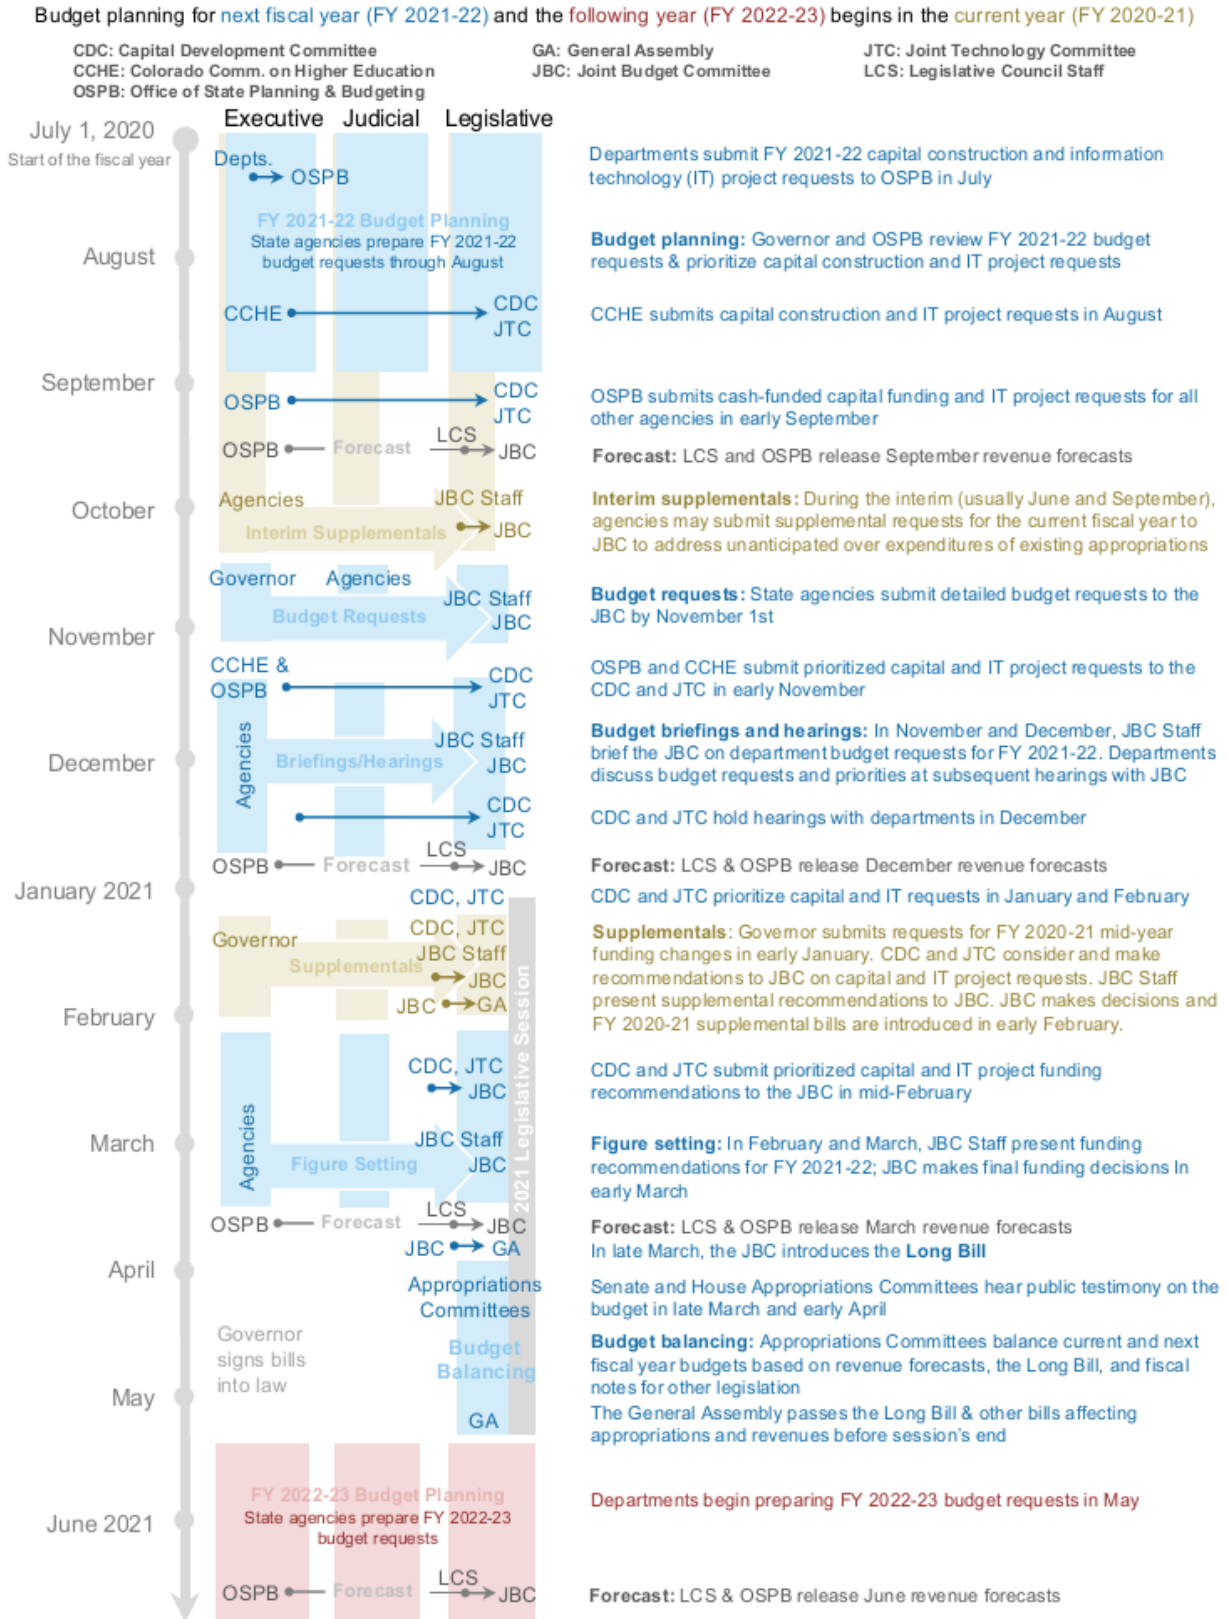 Budget planning for next fiscal year (FY 2021-22) and the following year (FY 2022-23) begins in the current year (FY 2020-21)
CDC: Capital Development Committee
CCHE: Colorado Comm. on Higher Education
OSPB: Office of State Planning & Budgeting
GA: General Assembly
JBC: Joint Budget Committee
JTC: Joint Technology Committee
LCS: Legislative Council Staff
Executive Judicial Legislative
July 1, 2020
Start of the fiscal year
Depts.
OSPB
Departments submit FY 2021-22 capital construction and information
technology (IT) project requests to OSPB in July
FY 2021-22 Budget Planning
State agencies prepare FY 2021-22
budget requests through August
August
Budget planning: Governor and OSPB review FY 2021-22 budget
requests & prioritize capital construction and IT project requests
CCHE
CDC
JTC
CCHE submits capital construction and IT project requests in August
September
OSPB
CDC
JTC
OSPB submits cash-funded capital funding and IT project requests for all
other agencies in early September
OSPB Forecast LCS JBC
Forecast: LCS and OSPB release September revenue forecasts
October
Agencies
JBC Staff
Interim Supplementals
JBC
Interim supplementals: During the interim (usually June and September),
agencies may submit supplemental requests for the current fiscal year to
JBC to address unanticipated over expenditures of existing appropriations
Governor Agencies
JBC Staff
Budget Requests
JBC
Budget requests: State agencies submit detailed budget requests to the
JBC by November 1st
November
CCHE &
OSPB
CDC
JTC
OSPB and CCHE submit prioritized capital and IT project requests to the
CDC and JTC in early November
Agencies
JBC Staff
Briefings/Hearings
JBC
December
Budget briefings and hearings: In November and December, JBC Staff
brief the JBC on department budget requests for FY 2021-22. Departments
discuss budget requests and priorities at subsequent hearings with JBC
CDC
JTC
CDC and JTC hold hearings with departments in December
OSPB Forecast LCS JBC
Forecast: LCS & OSPB release December revenue forecasts
January 2021
CDC, JTC
CDC and JTC prioritize capital and IT requests in January and February
2021 Legislative Session
Governor
CDC, JTC
JBC Staff
Supplementals
JBC
JBC GA
Supplementals: Governor submits requests for FY 2020-21 mid-year
funding changes in early January. CDC and JTC consider and make
recommendations to JBC on capital and IT project requests. JBC Staff
present supplemental recommendations to JBC. JBC makes decisions and
FY 2020-21 supplemental bills are introduced in early February.
February
CDC, JTC
JBC
CDC and JTC submit prioritized capital and IT project funding
recommendations to the JBC in mid-February
March
Agencies
JBC Staff
Figure Setting
JBC
Figure setting: In February and March, JBC Staff present funding
recommendations for FY 2021-22; JBC makes final funding decisions In
early March
OSPB Forecast LCS JBC
Forecast: LCS & OSPB release March revenue forecasts
JBC GA
In late March, the JBC introduces the Long Bill
April
Appropriations
Committees
Senate and House Appropriations Committees hear public testimony on the
budget in late March and early April
Governor
signs bills
into law
Budget
Balancing
Budget balancing: Appropriations Committees balance current and next
fiscal year budgets based on revenue forecasts, the Long Bill, and fiscal
notes for other legislation
May
GA
The General Assembly passes the Long Bill & other bills affecting
appropriations and revenues before session's end
FY 2022-23 Budget Planning
State agencies prepare FY 2022-23
budget requests
Departments begin preparing FY 2022-23 budget requests in May
June 2021
OSPB Forecast LCS JBC
Forecast: LCS & OSPB release June revenue forecasts